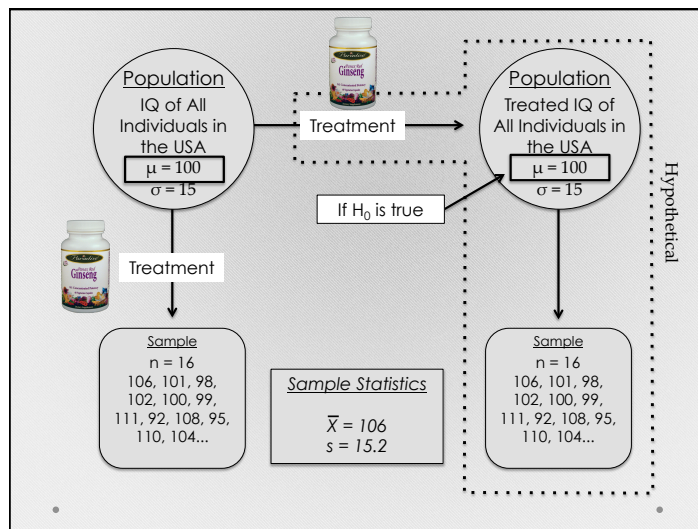 Population
IQ of All
Individuals in
the USA
μ = 100
σ = 15
Ginseng
Treatment
Population
Treated IQ of
All Individuals in
the USA
μ = 100
σ = 15
If H₀ is true
Hypothetical
Ginseng
Treatment
Sample
n = 16
106, 101, 98,
102, 100, 99,
111, 92, 108, 95,
110, 104...
Sample Statistics
X̅ = 106
s = 15.2
Sample
n = 16
106, 101, 98,
102, 100, 99,
111, 92, 108, 95,
110, 104...